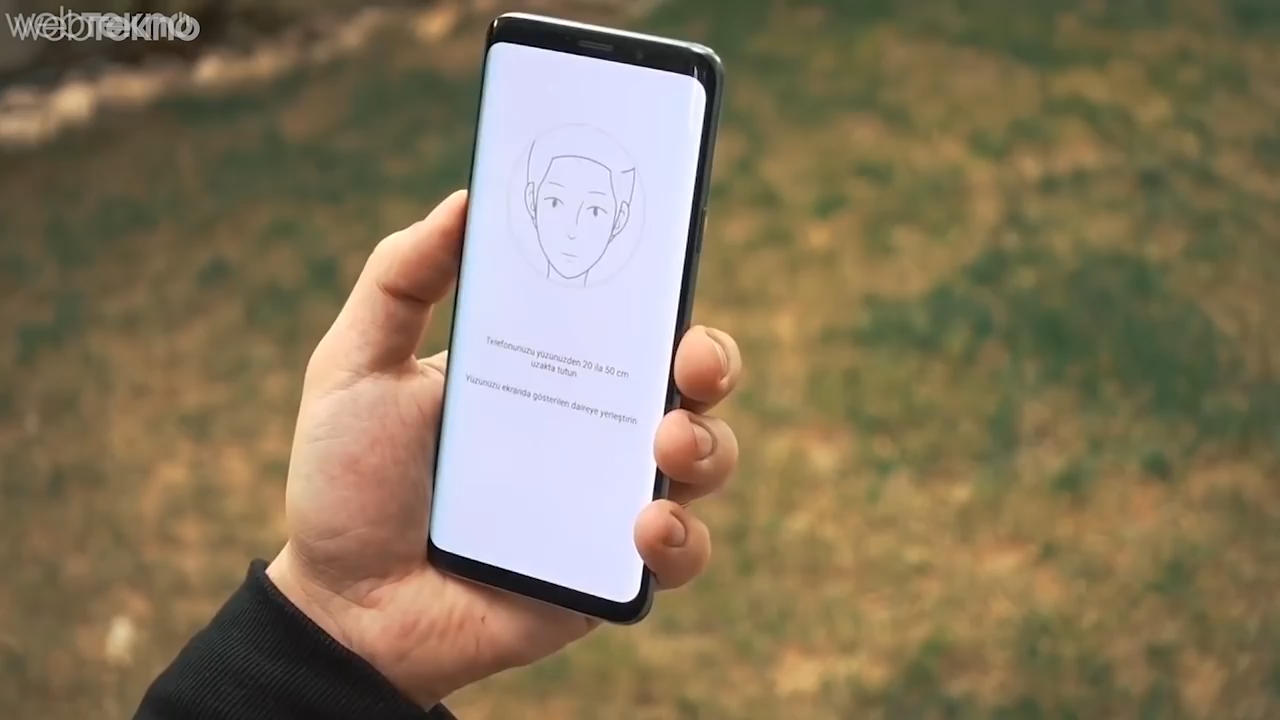 webTEKNO
Telefonunuzu yüzünüzden 20 ila 50 cm
uzakta tutun.
Yüzünüzü ekranda gösterilen daireye yerleştirin.